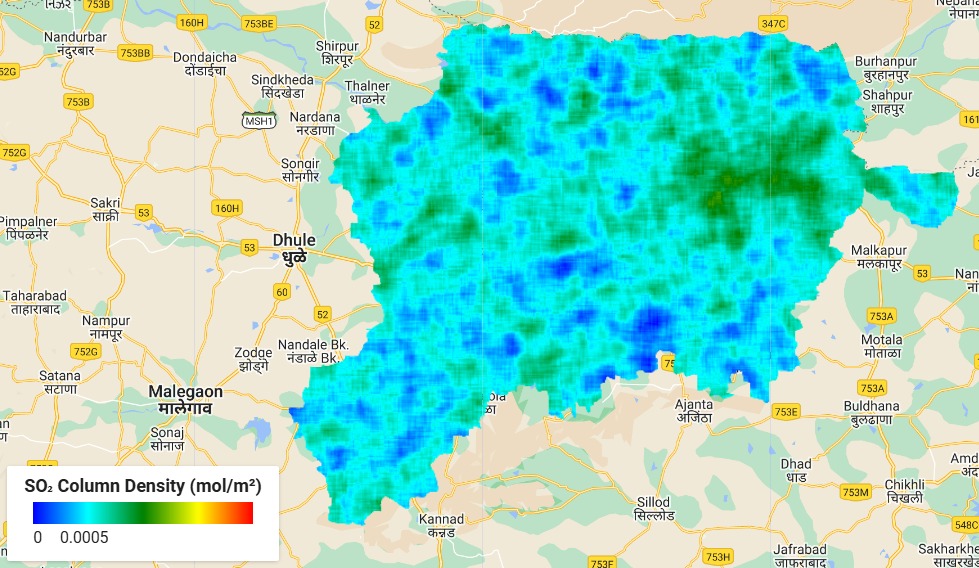 753B
Nandurbar
नंदुरबार
160H
753BE
52
347C
753BB
Dondaicha
दोंडाईचा
Shirpur
शिरपूर
Burhanpur
बुरहानपुर
52G
Sindkheda
सिंदखेडा
Thalner
थाळनेर
Shahpur
शाहपुर
753B
MSH1
Nardana
नरडाणा
161
752G
Songir
सोनगीर
Sakri
साक्री
53
160H
Pimpalner
पिंपळनेर
Dhule
धुळे
53
Malkapur
मलकापूर
53
60
Taharabad
ताहाराबाद
52
753A
Nampur
नामपूर
752G
Zodge
झोडगे
Nandale Bk.
नंदाळे Bk.
Motala
मोताळा
Satana
सटाणा
Malegaon
मालेगाव
753A
Ajanta
अजिंठा
753E
Buldhana
बुलढाणा
Sonaj
सोनाज
Dhad
धाड
SO₂ Column Density (mol/m²)
0 0.0005
753M
Chikhli
चिखली
Sillod
सिल्लोड
Kannad
कन्नड
548C
753F
753H
Jafrabad
जाफराबाद